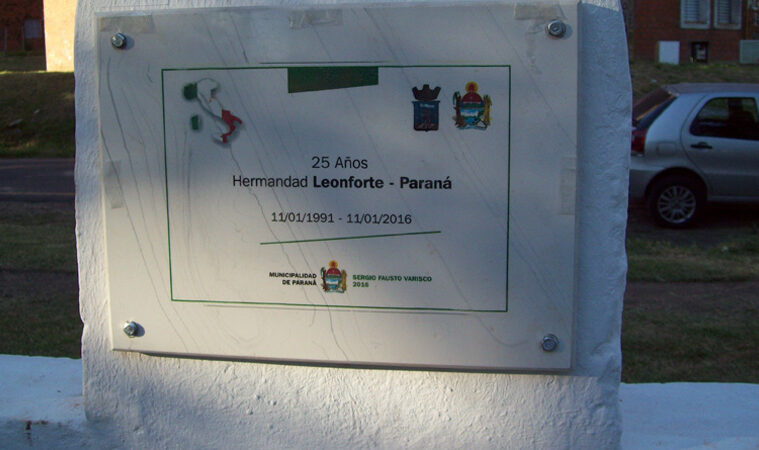 25 Años
Hermandad Leonforte - Paraná
11/01/1991 - 11/01/2016
MUNICIPALIDAD DE PARANÁ
SERGIO FAUSTO VARISCO 2016